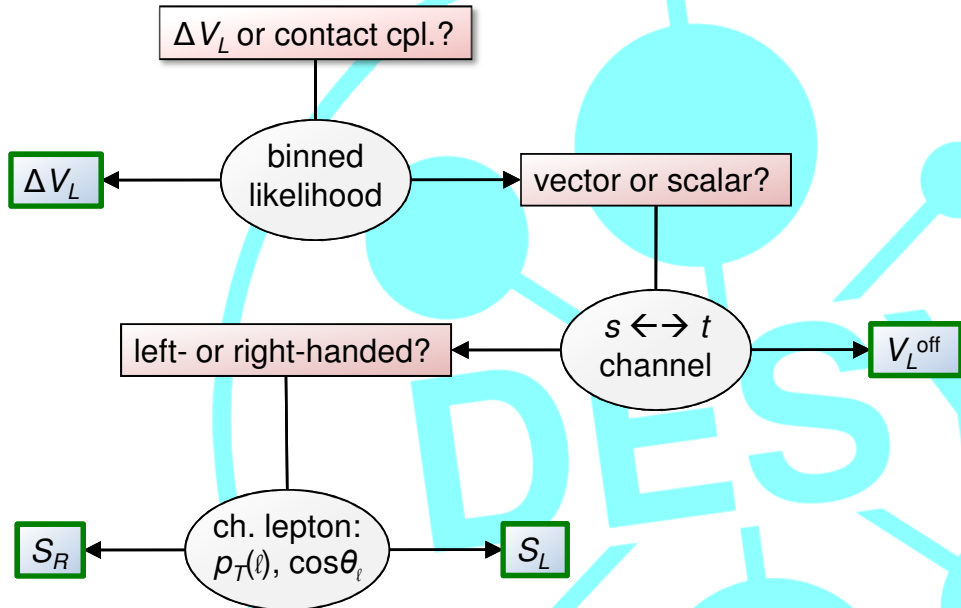 ΔV_L or contact cpl.?
binned
likelihood
ΔV_L
vector or scalar?
s ←→ t
channel
V_L^off
left- or right-handed?
ch. lepton:
p_T(ℓ), cosθ_ℓ
S_R
S_L
DESY